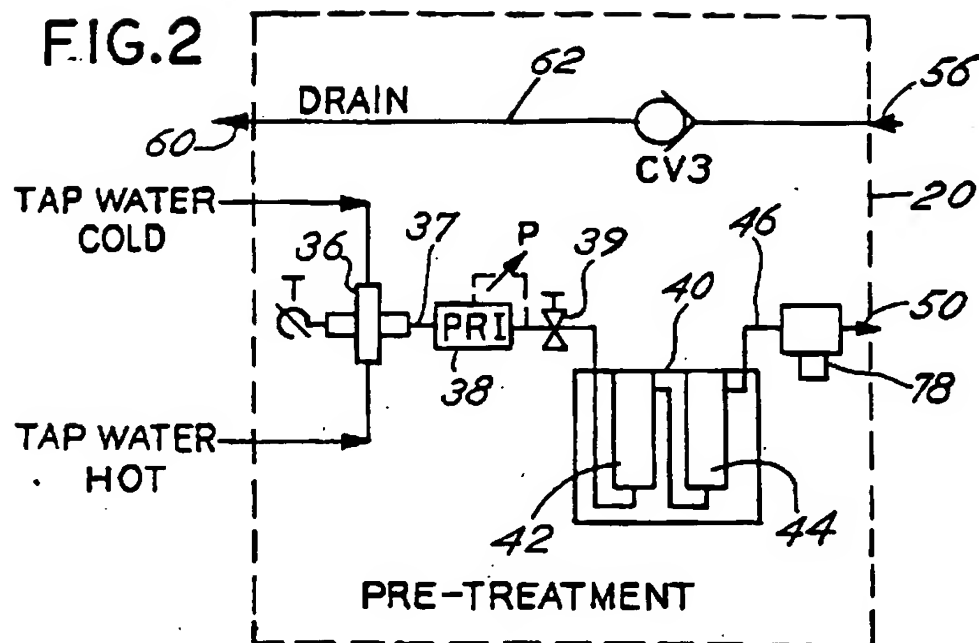 FIG.2
DRAIN
62
56
60
CV3
TAP WATER
COLD
20
36
37
P
39
40
46
50
T
PRI
38
78
TAP WATER
HOT
42
44
PRE-TREATMENT